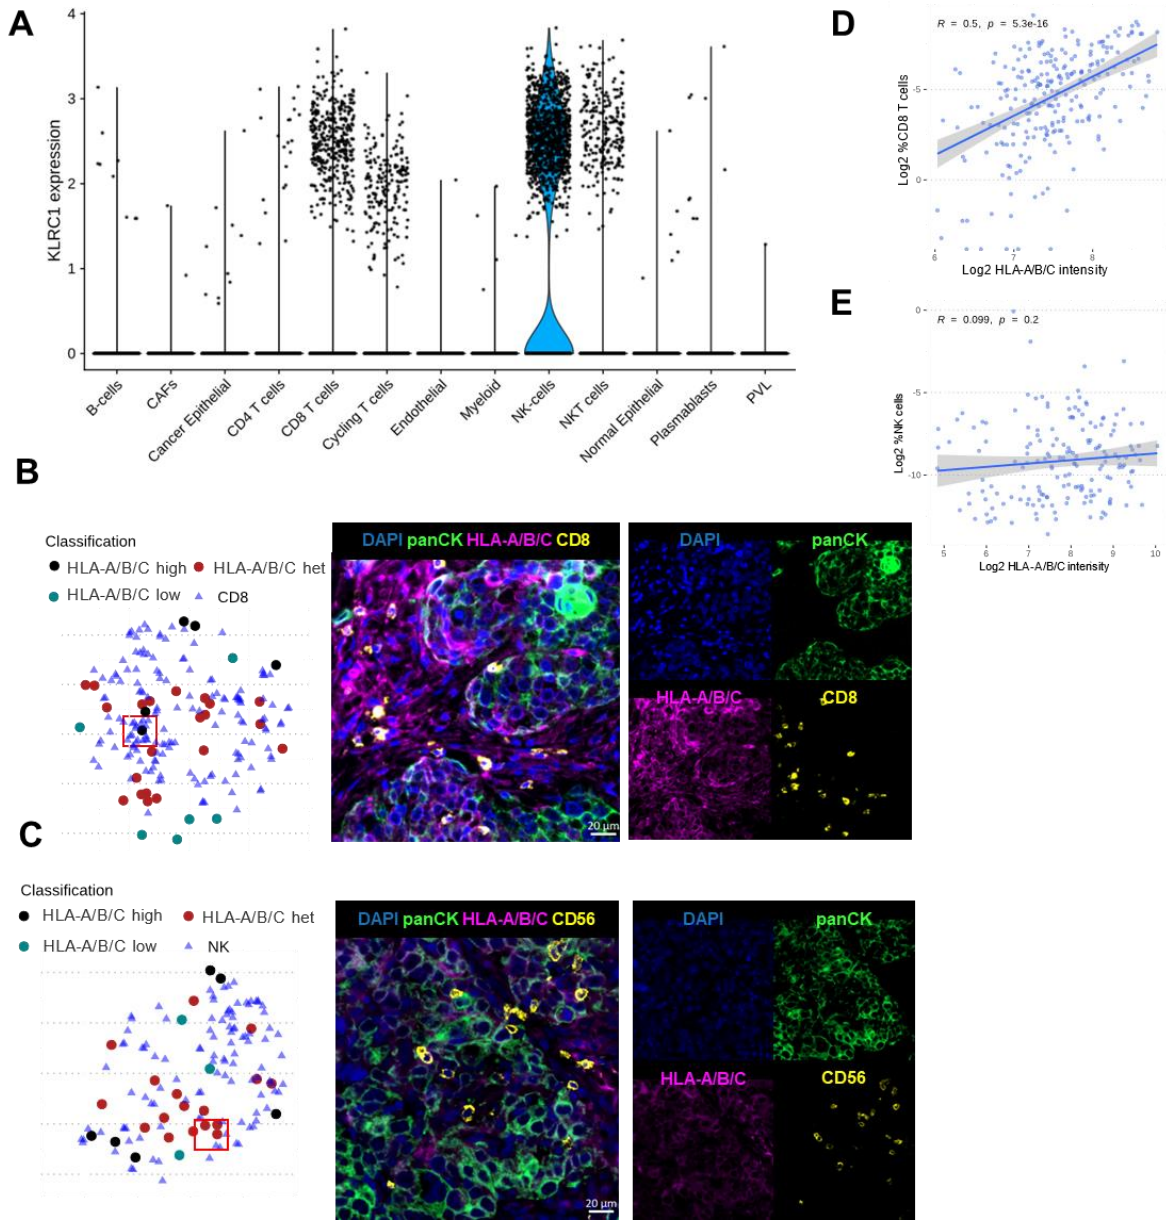 A
4
3
2
1
0
KLRC1 expression
B-cells
CAFs
Cancer Epithelial
CD4 T cells
CD8 T cells
Cycling T cells
Endothelial
Myeloid
NK-cells
NKT cells
Normal Epithelial
Plasmablasts
PVL
D
R = 0.5, p = 5.3e-16
-5
0
Log2 %CD8 T cells
6
7
8
Log2 HLA-A/B/C intensity
E
R = 0.099, p = 0.2
0
-5
-10
Log2 %NK cells
5
6
7
8
9
10
Log2 HLA-A/B/C interisity
B
Classification
HLA-A/B/C high
HLA-A/B/C het
HLA-A/B/C low
CD8
DAPI panCK HLA-A/B/C CD8
20 µm
DAPI
panCK
HLA-A/B/C
CD8
C
Classification
HLA-A/B/C high
HLA-A/B/C het
HLA-A/B/C low
NK
DAPI panCK HLA-A/B/C CD56
20 µm
DAPI
panCK
HLA-A/B/C
CD56